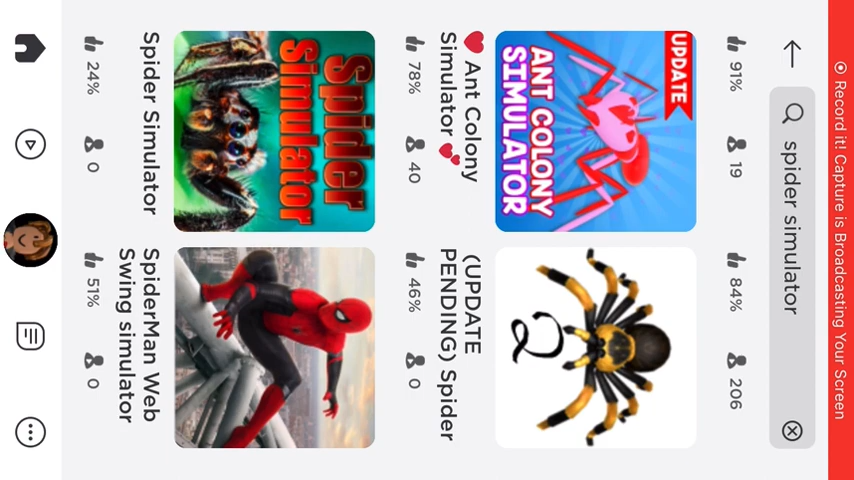 Record it! Capture is Broadcasting Your Screen
spider simulator
91% 19
84% 206
UPDATE
ANT COLONY
SIMULATOR
❤️ Ant Colony
Simulator 💕
78% 40
(UPDATE
PENDING) Spider
46% 0
Spider
Simulator
Spider Simulator
24% 0
SpiderMan Web
Swing simulator
51% 0